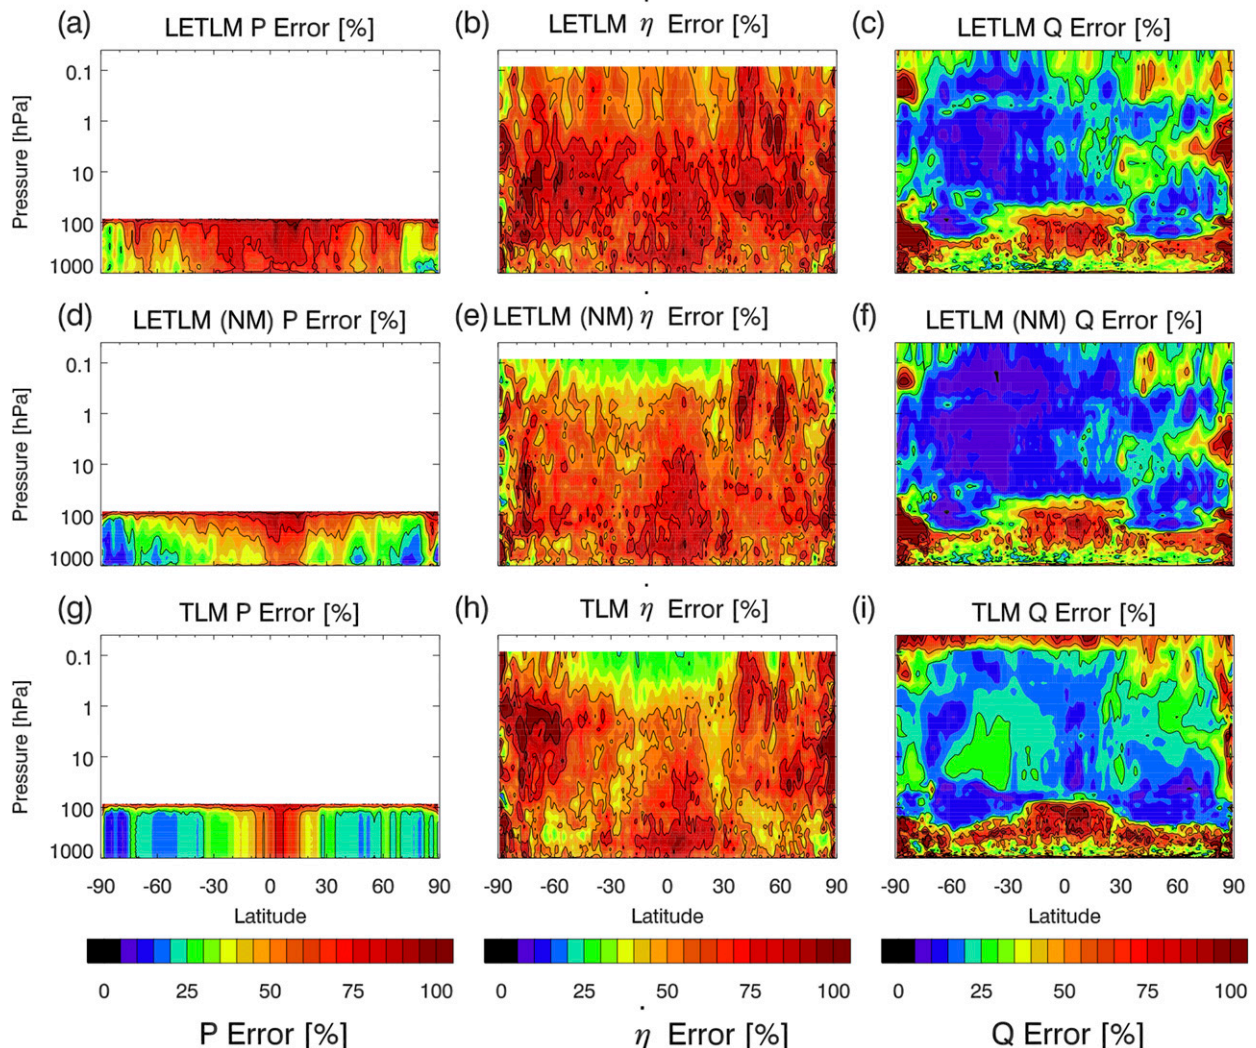 (a) LETLM P Error [%] (b) LETLM η̇ Error [%] (c) LETLM Q Error [%]
Pressure [hPa]
0.1
1
10
100
1000
(d) LETLM (NM) P Error [%] (e) LETLM (NM) η̇ Error [%] (f) LETLM (NM) Q Error [%]
Pressure [hPa]
0.1
1
10
100
1000
(g) TLM P Error [%] (h) TLM η̇ Error [%] (i) TLM Q Error [%]
Pressure [hPa]
0.1
1
10
100
1000
-90 -60 -30 0 30 60 90 -90 -60 -30 0 30 60 90 -90 -60 -30 0 30 60 90
Latitude Latitude Latitude
0 25 50 75 100 0 25 50 75 100 0 25 50 75 100
P Error [%] η̇ Error [%] Q Error [%]